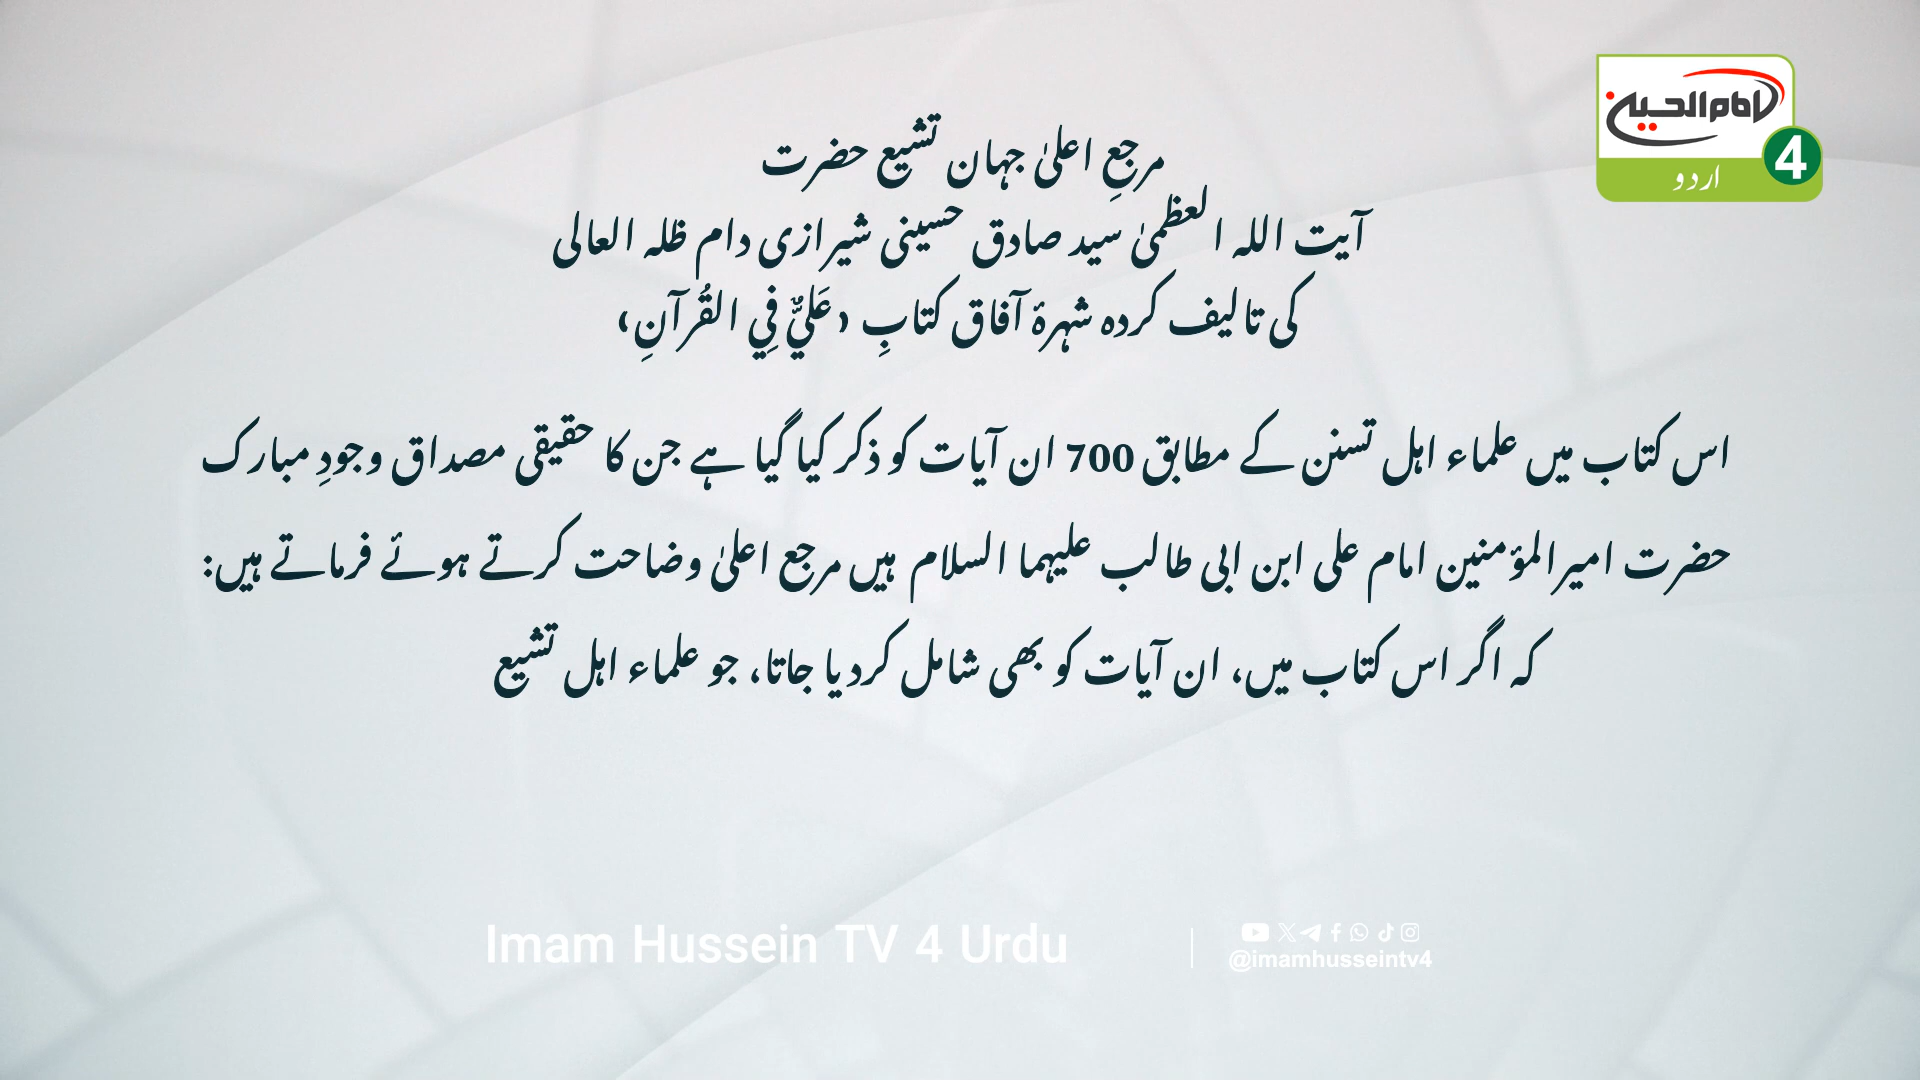 امام الحسین
4
اردو
مرجعِ اعلیٰ جہان تشیع حضرت
آیت اللہ العظمیٰ سید صادق حسینی شیرازی دام ظلہ العالی
کی تالیف کردہ شہرۂ آفاق کتابِ ‹عَلِيٌّ فِي القُرآنِ›
اس کتاب میں علماء اہل تسنن کے مطابق 700 ان آیات کو ذکر کیا گیا ہے جن کا حقیقی مصداق وجودِ مبارک
حضرت امیرالمؤمنین امام علی ابن ابی طالب علیہما السلام ہیں مرجع اعلیٰ وضاحت کرتے ہوئے فرماتے ہیں:
کہ اگر اس کتاب میں، ان آیات کو بھی شامل کردیا جاتا، جو علماء اہل تشیع
Imam Hussein TV 4 Urdu
@imamhusseintv4